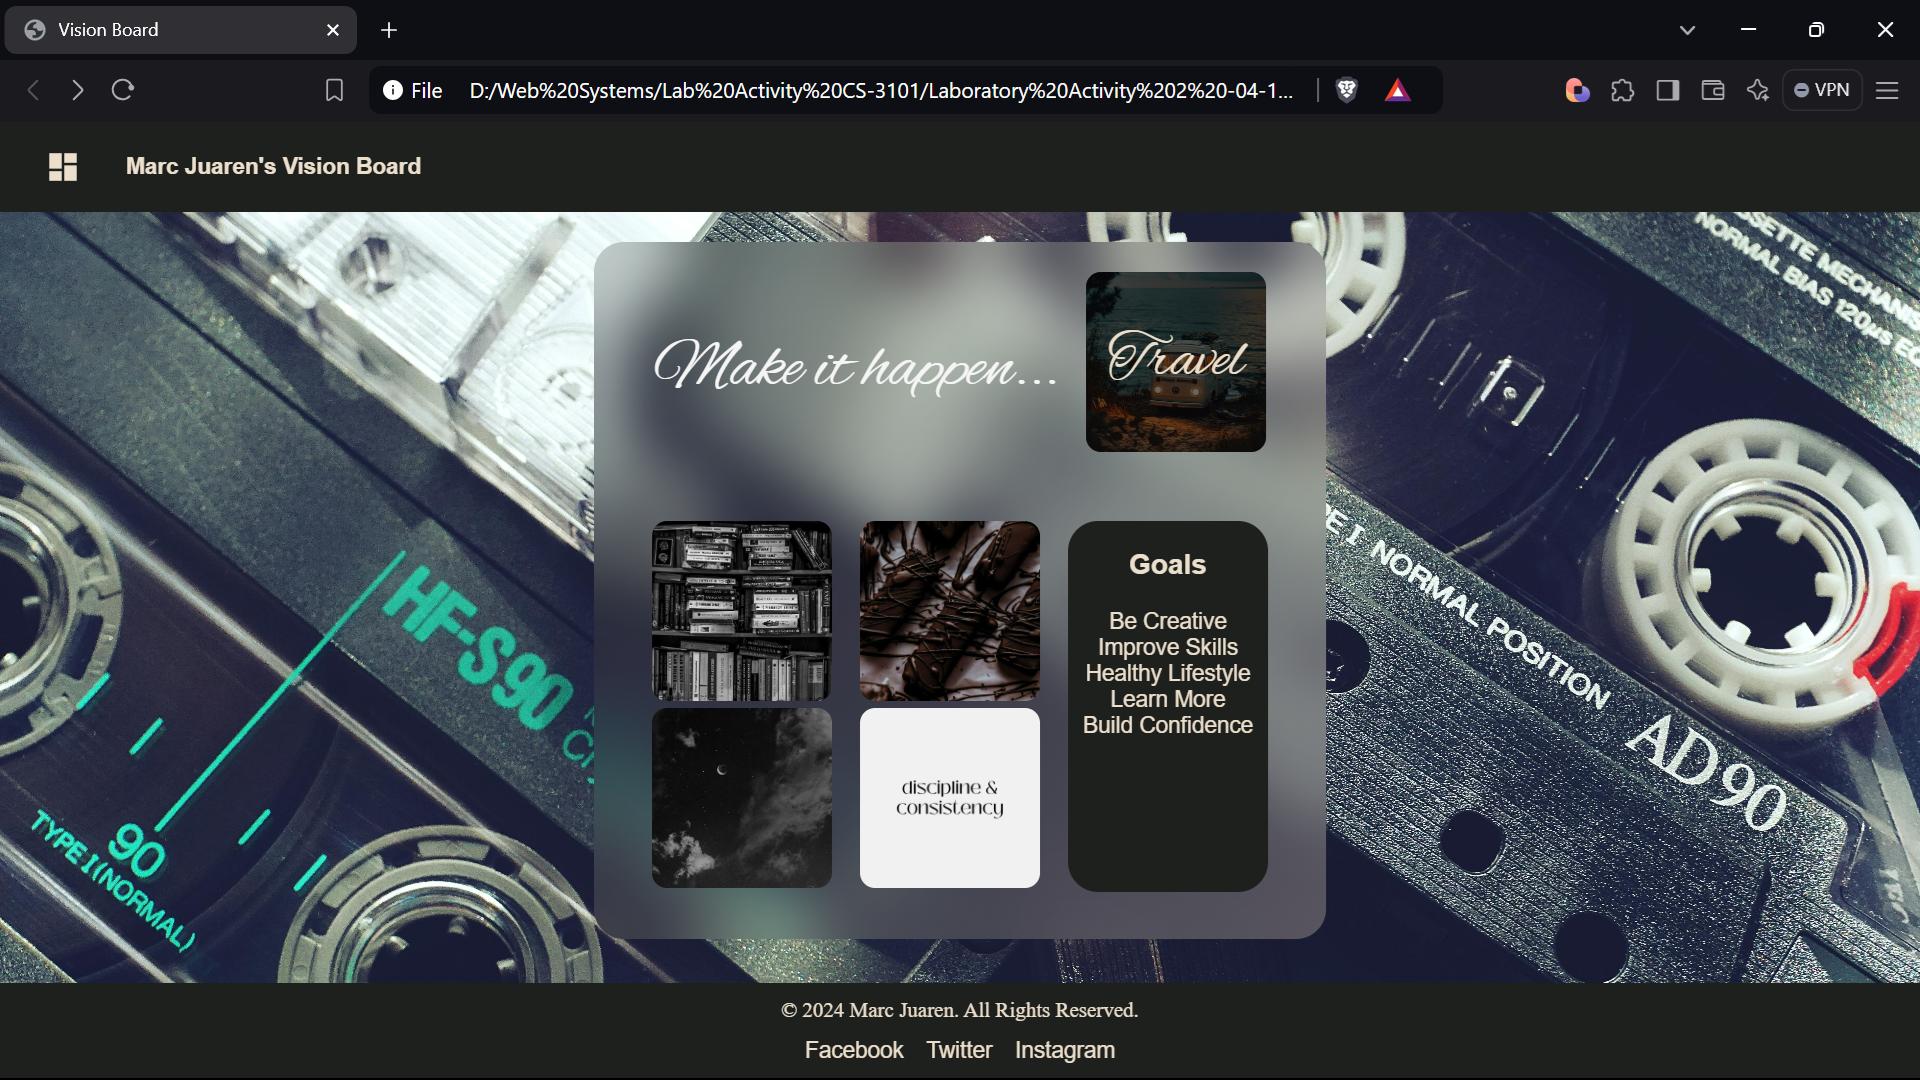 Vision Board
File D:/Web%20Systems/Lab%20Activity%20CS-3101/Laboratory%20Activity%202%20-04-1...
VPN
Marc Juaren's Vision Board
Make it happen...
Travel
NORMAL BIAS 120µs
HF-S90
TYPE I (NORMAL)
90
NORMAL POSITION
AD90
Goals
Be Creative
Improve Skills
Healthy Lifestyle
Learn More
Build Confidence
discipline &
consistency
© 2024 Marc Juaren. All Rights Reserved.
Facebook Twitter Instagram